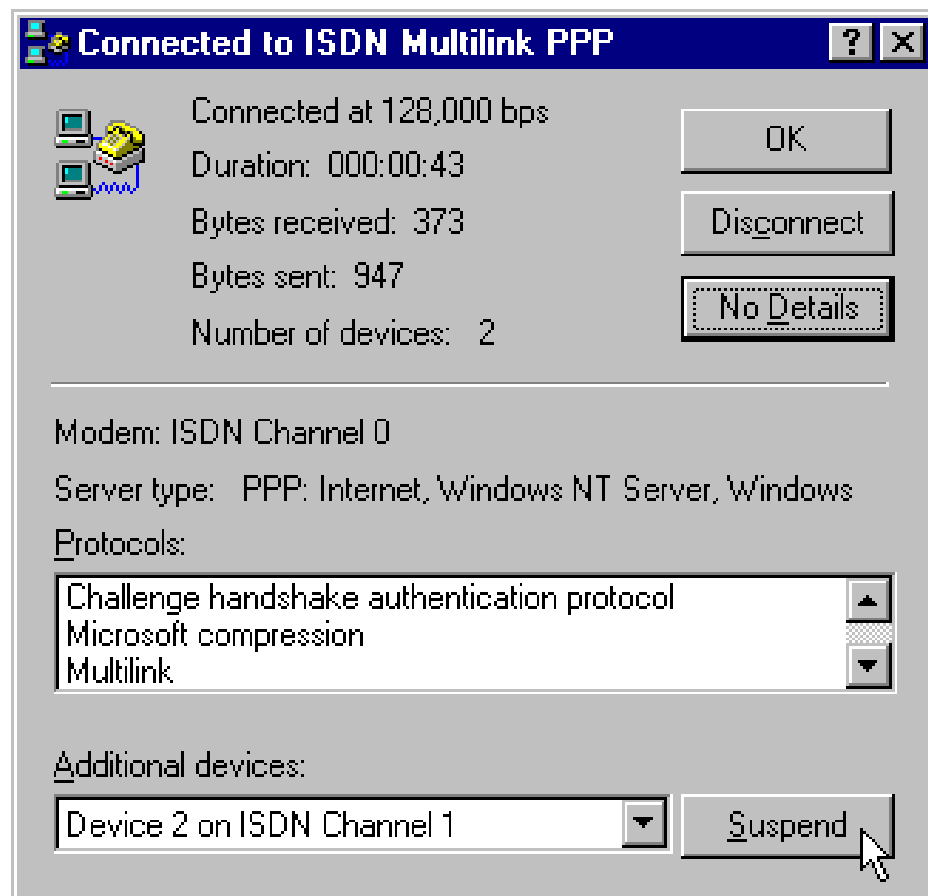 Connected to ISDN Multilink PPP
?
Connected at 128,000 bps
OK
Duration: 000:00:43
Bytes received: 373
Disconnect
Bytes sent: 947
No Details
Number of devices: 2
Modem: ISDN Channel 0
Server type: PPP: Internet, Windows NT Server, Windows
Protocols:
Challenge handshake authentication protocol
Microsoft compression
Multilink
Additional devices:
Device 2 on ISDN Channel 1
Suspend